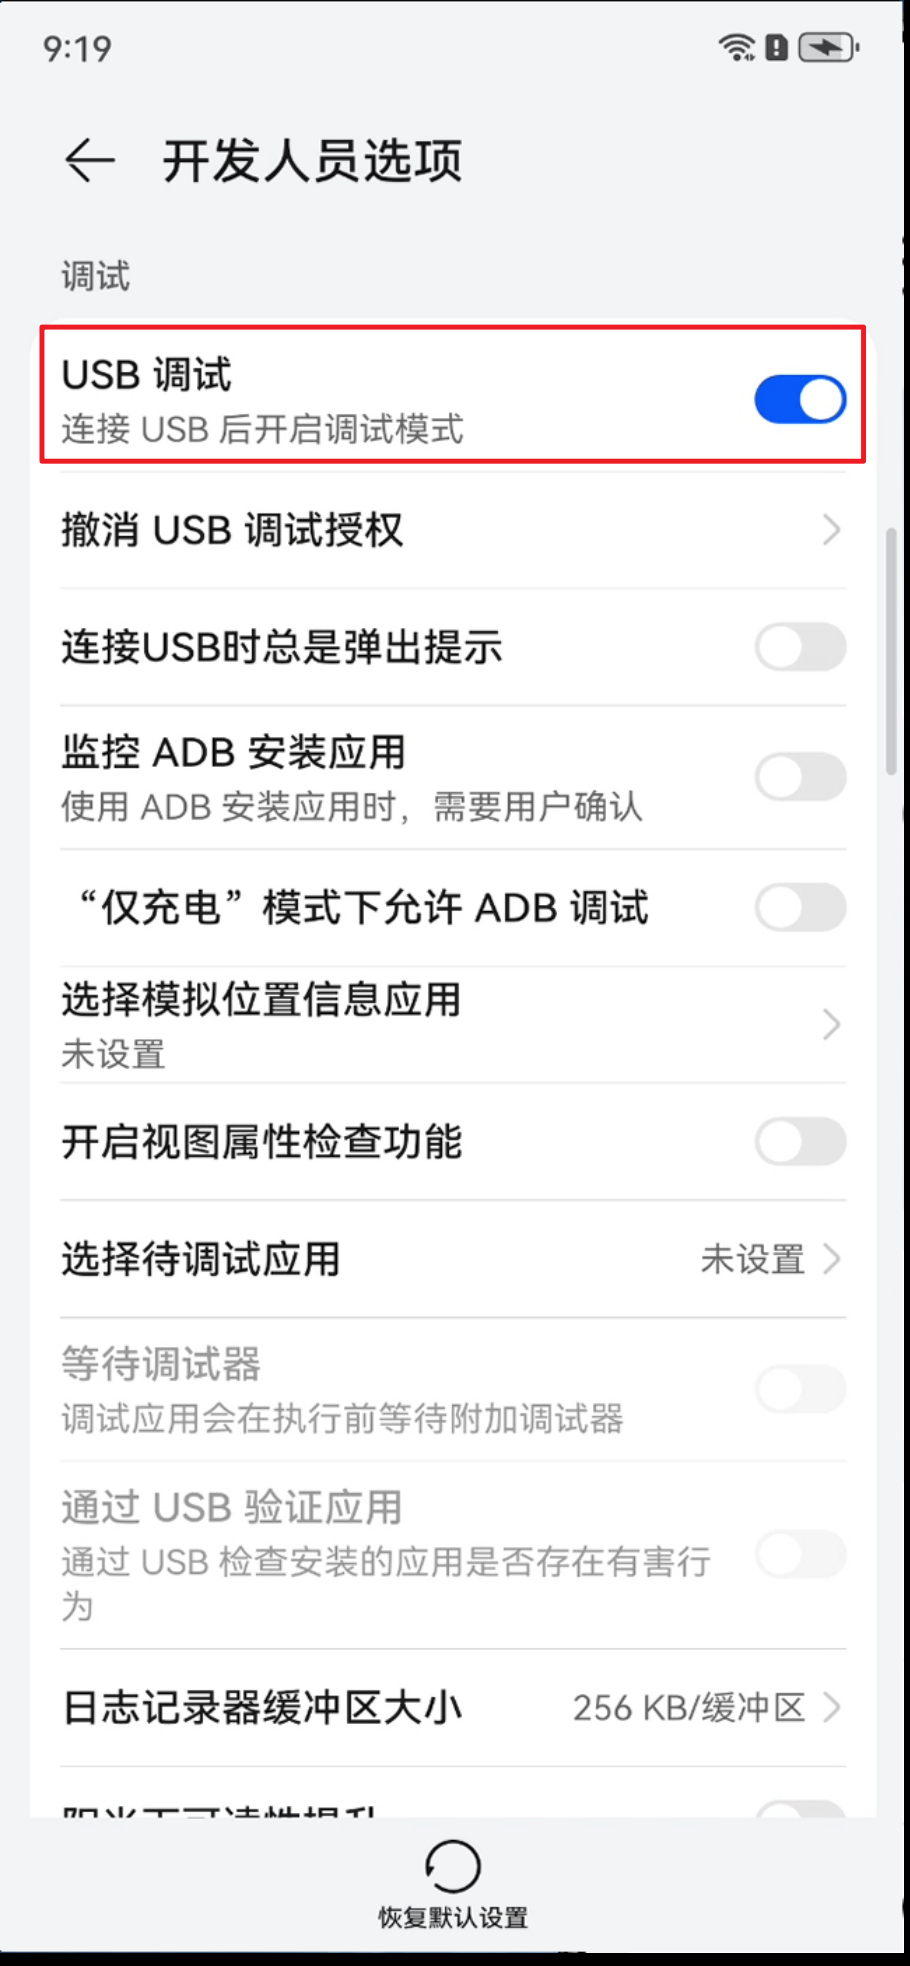 9:19
开发人员选项
调试
USB 调试
连接 USB 后开启调试模式
撤消 USB 调试授权
连接USB时总是弹出提示
监控 ADB 安装应用
使用 ADB 安装应用时，需要用户确认
“仅充电”模式下允许 ADB 调试
选择模拟位置信息应用
未设置
开启视图属性检查功能
选择待调试应用 未设置
等待调试器
调试应用会在执行前等待附加调试器
通过 USB 验证应用
通过 USB 检查安装的应用是否存在有害行
为
日志记录器缓冲区大小 256 KB/缓冲区
阳光下可读性提升
恢复默认设置